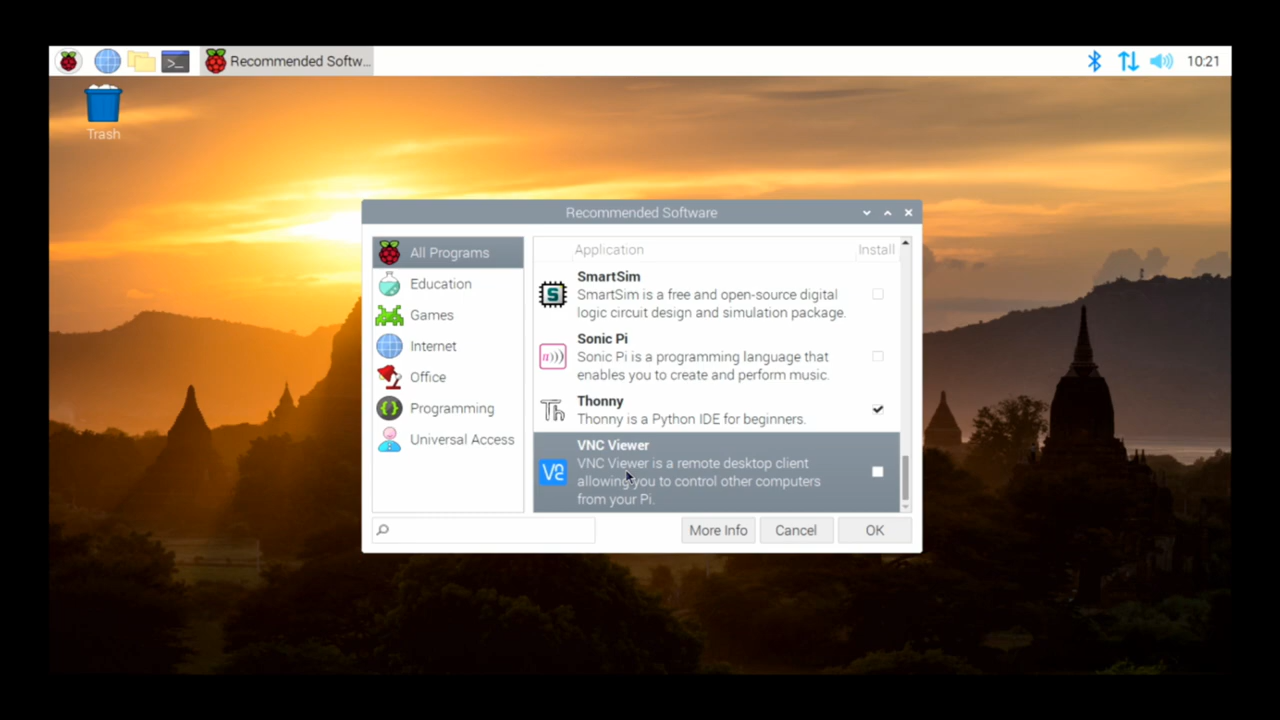 Recommended Softw...
10:21
Trash
Recommended Software
All Programs
Education
Games
Internet
Office
Programming
Universal Access
Application Install
SmartSim
SmartSim is a free and open-source digital
logic circuit design and simulation package.
Sonic Pi
Sonic Pi is a programming language that
enables you to create and perform music.
Thonny
Thonny is a Python IDE for beginners.
VNC Viewer
VNC Viewer is a remote desktop client
allowing you to control other computers
from your Pi.
More Info
Cancel
OK